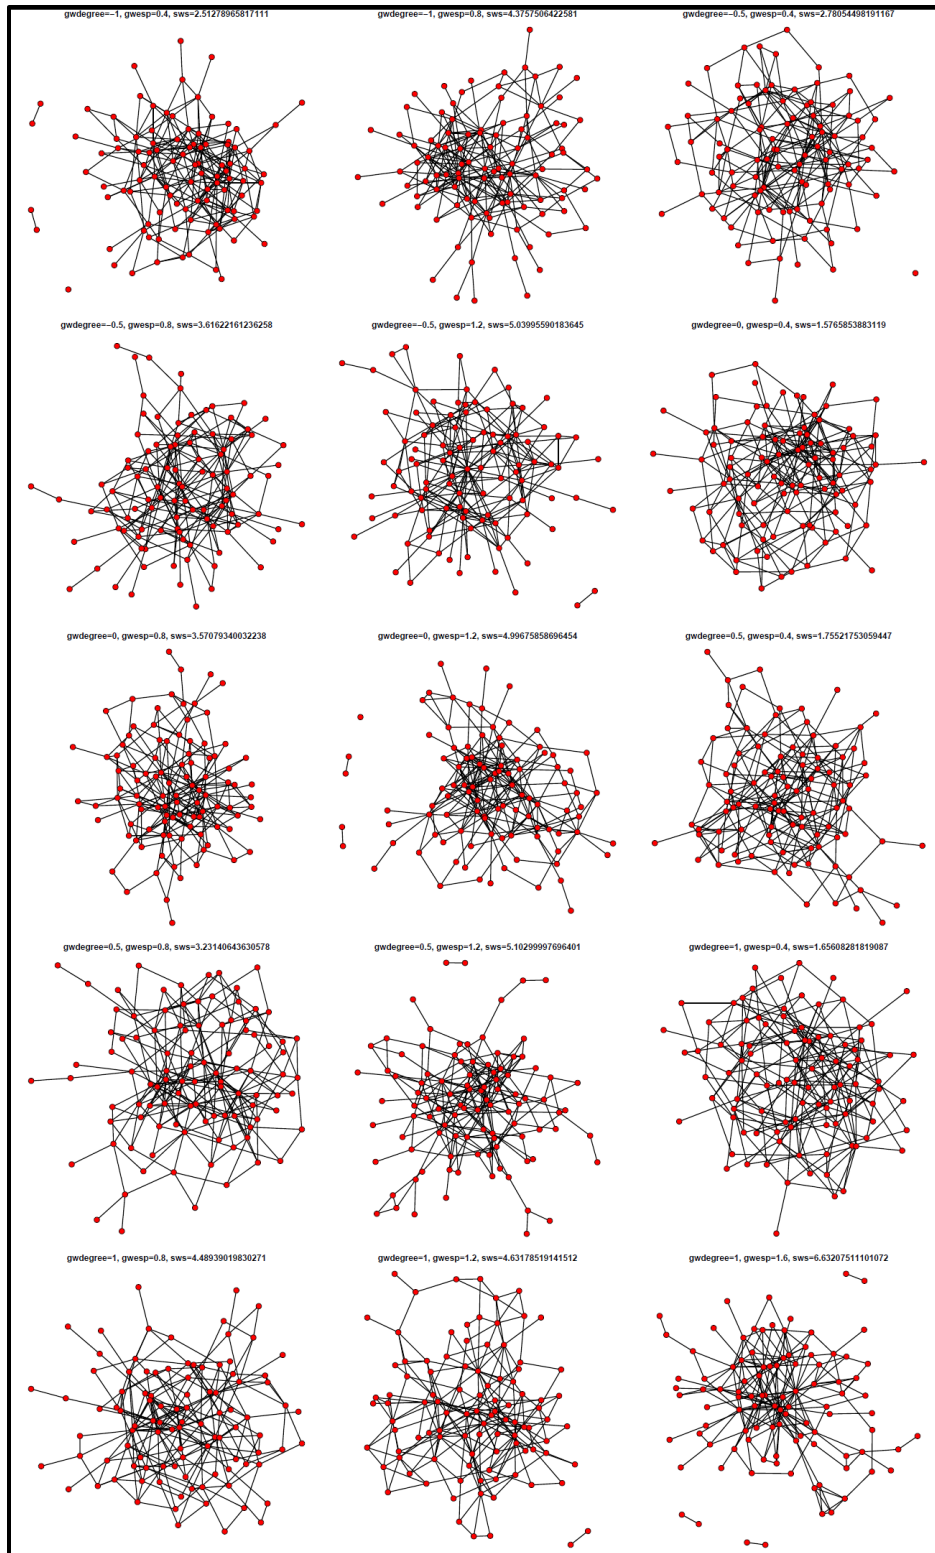 gwdegree=−1, gwesp=0.4, sws=2.51278965817111
gwdegree=−1, gwesp=0.8, sws=4.3757506422581
gwdegree=−0.5, gwesp=0.4, sws=2.78054498191167
gwdegree=−0.5, gwesp=0.8, sws=3.61622161236258
gwdegree=−0.5, gwesp=1.2, sws=5.03995590183645
gwdegree=0, gwesp=0.4, sws=1.5765853883119
gwdegree=0, gwesp=0.8, sws=3.57079340032238
gwdegree=0, gwesp=1.2, sws=4.99675858696454
gwdegree=0.5, gwesp=0.4, sws=1.75521753059447
gwdegree=0.5, gwesp=0.8, sws=3.23140643630578
gwdegree=0.5, gwesp=1.2, sws=5.10299997696401
gwdegree=1, gwesp=0.4, sws=1.65608281819087
gwdegree=1, gwesp=0.8, sws=4.48939019830271
gwdegree=1, gwesp=1.2, sws=4.63178519141512
gwdegree=1, gwesp=1.6, sws=6.63207511101072